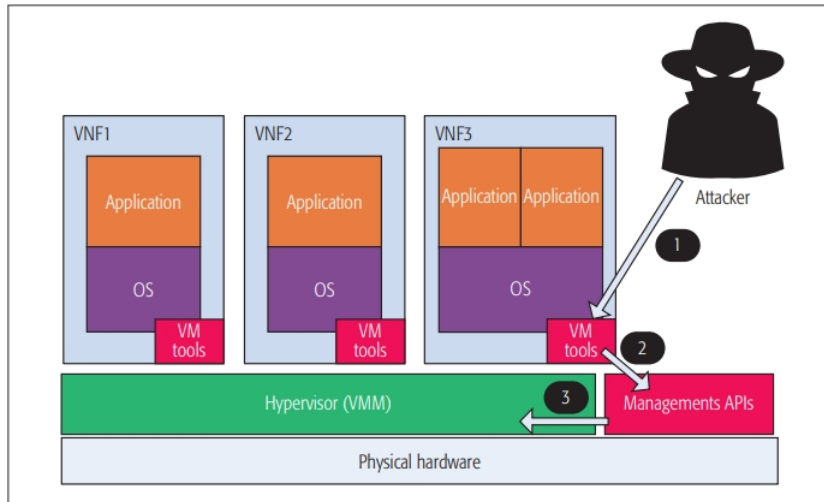 VNF1
VNF2
VNF3
Application
Application
Application
Application
Attacker
1
OS
OS
OS
VM
tools
VM
tools
VM
tools
2
Hypervisor (VMM)
3
Managements APIs
Physical hardware